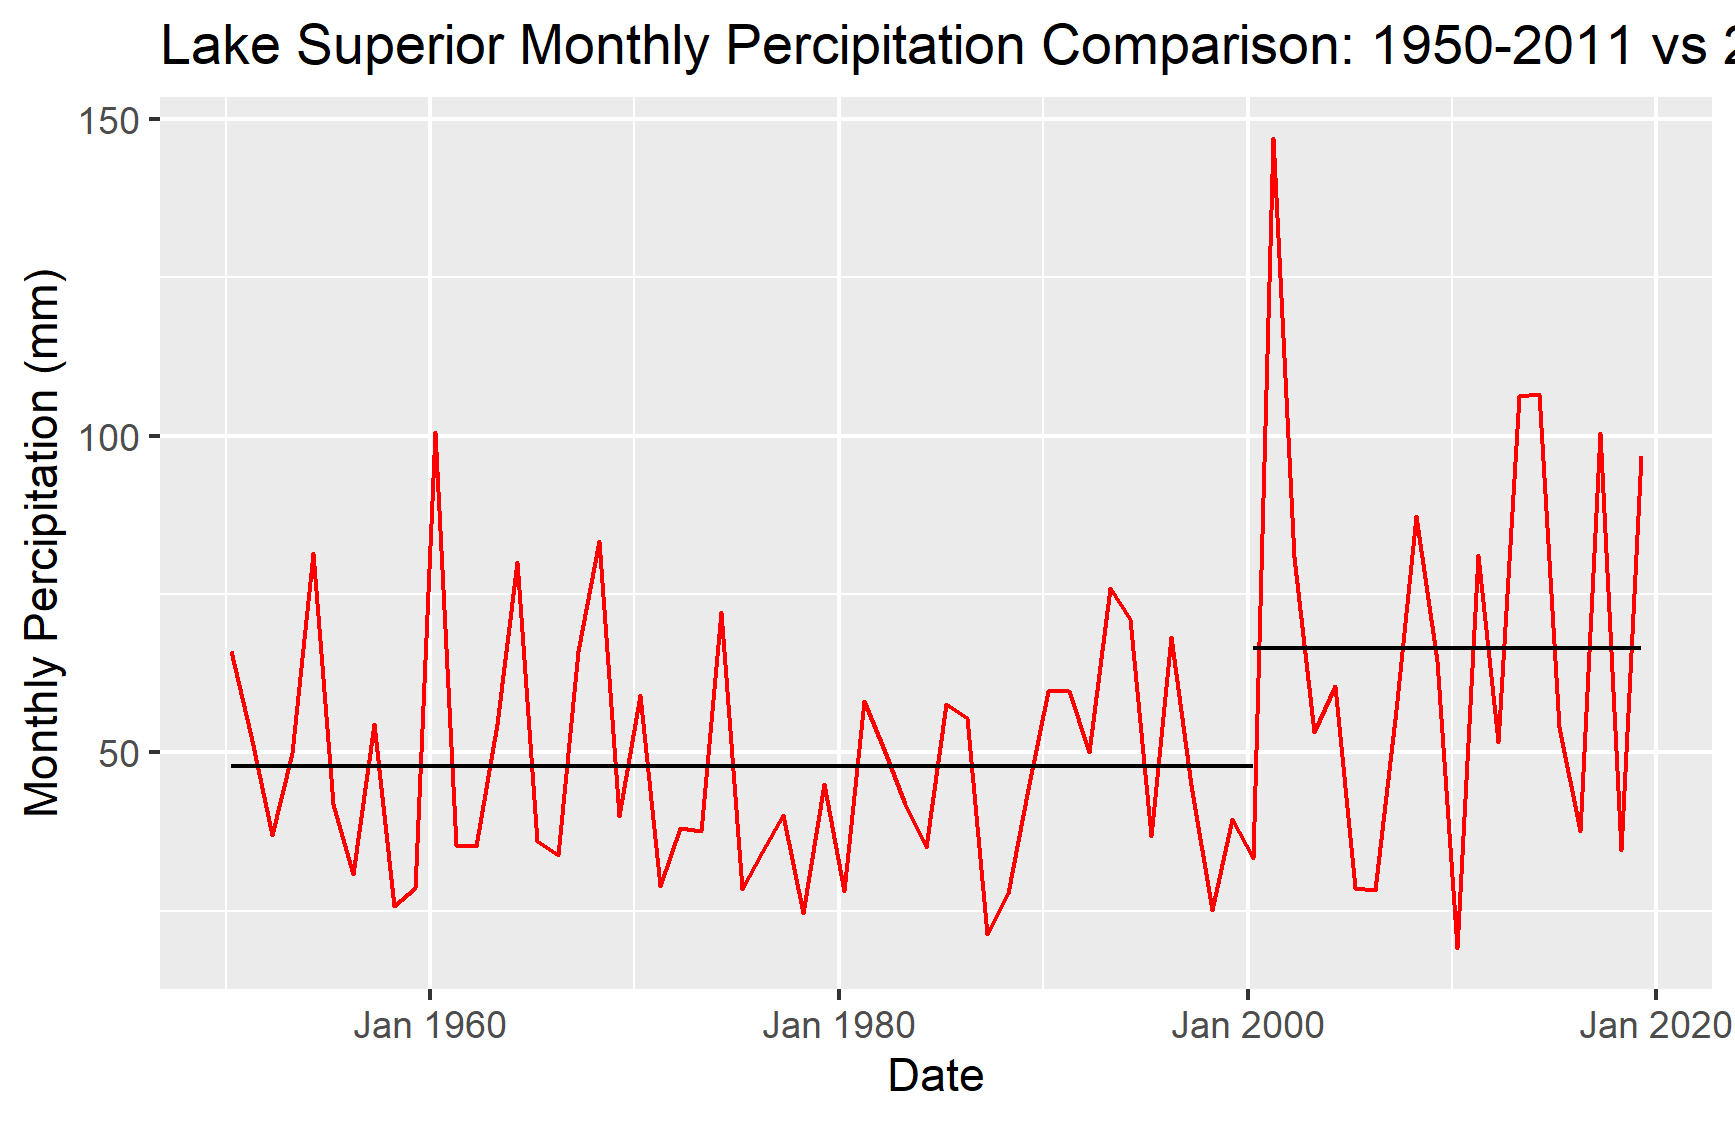 Lake Superior Monthly Percipitation Comparison: 1950-2011 vs 2
150
100
50
Monthly Percipitation (mm)
Jan 1960
Jan 1980
Jan 2000
Jan 2020
Date